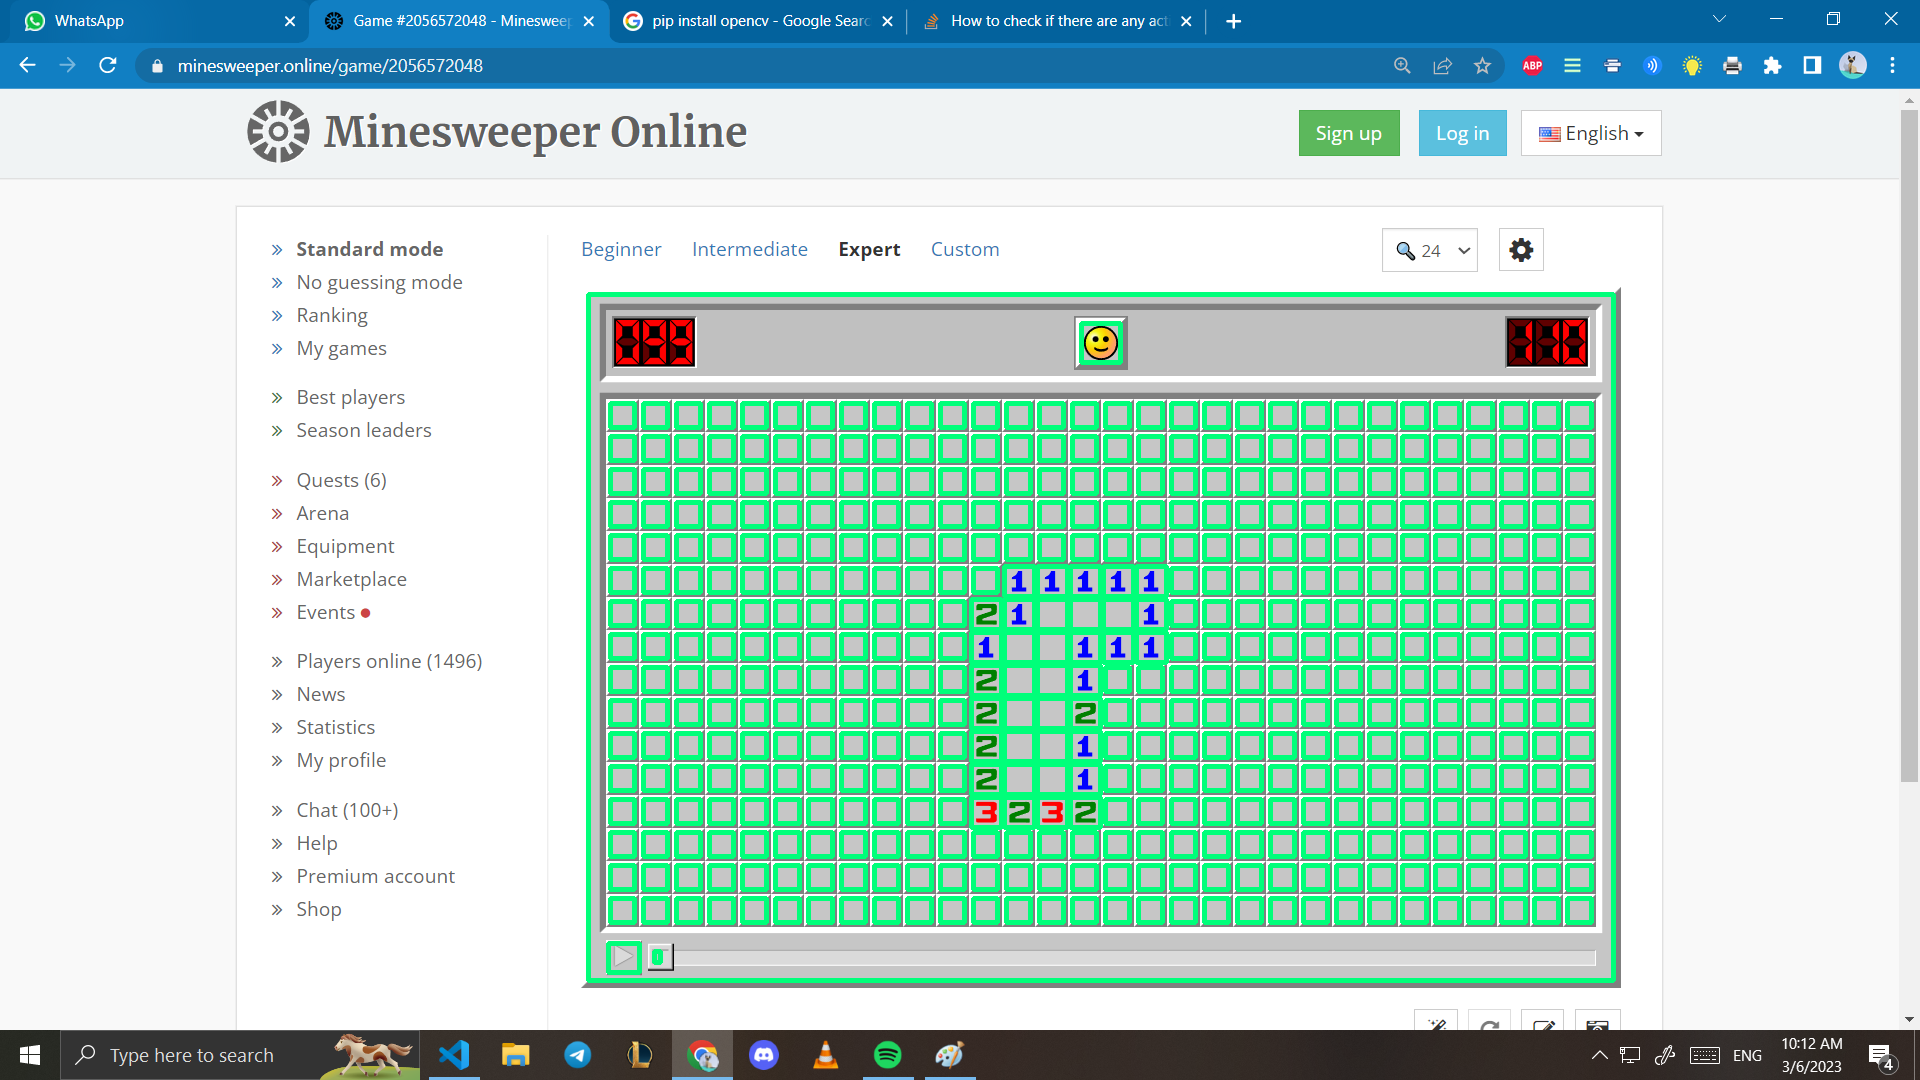 WhatsApp
Game #2056572048 - Minesweep
pip install opencv - Google Searc
How to check if there are any act
minesweeper.online/game/2056572048
ABP
Minesweeper Online
Sign up
Log in
English
Standard mode
No guessing mode
Ranking
My games
Best players
Season leaders
Quests (6)
Arena
Equipment
Marketplace
Events
Players online (1496)
News
Statistics
My profile
Chat (100+)
Help
Premium account
Shop
Beginner Intermediate Expert Custom
24
1 1 1 1 1
2 1 1
1 1 1 1
2 1
2 2
2 1
2 1
3 2 3 2
Type here to search
ENG
10:12 AM
3/6/2023
4